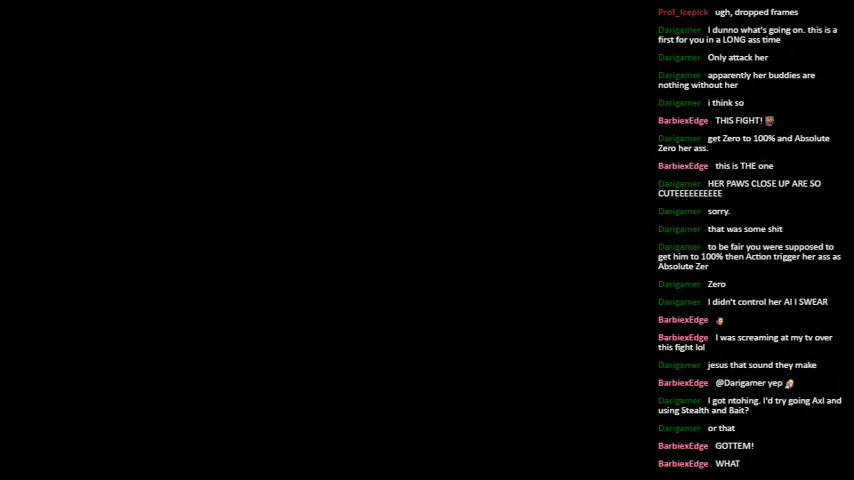 Prof_Icepick ugh, dropped frames
Darigamer I dunno what's going on. this is a
first for you in a LONG ass time
Darigamer Only attack her
Darigamer apparently her buddies are
nothing without her
Darigamer i think so
BarbiexEdge THIS FIGHT!
Darigamer get Zero to 100% and Absolute
Zero her ass.
BarbiexEdge this is THE one
Darigamer HER PAWS CLOSE UP ARE SO
CUTEEEEEEEEEE
Darigamer sorry.
Darigamer that was some shit
Darigamer to be fair you were supposed to
get him to 100% then Action trigger her ass as
Absolute Zer
Darigamer Zero
Darigamer I didn't control her AI I SWEAR
BarbiexEdge
BarbiexEdge I was screaming at my tv over
this fight lol
Darigamer jesus that sound they make
BarbiexEdge @Darigamer yep
Darigamer I got ntohing. I'd try going Axl and
using Stealth and Bait?
Darigamer or that
BarbiexEdge GOTTEM!
BarbiexEdge WHAT